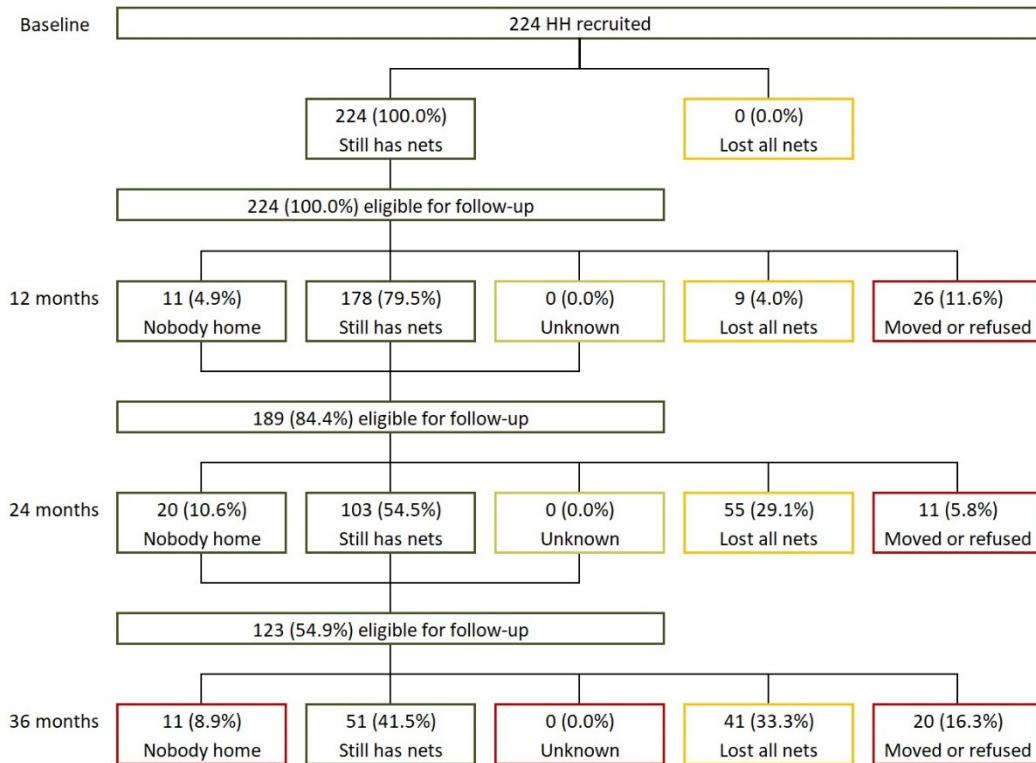 Baseline
224 HH recruited
224 (100.0%)
Still has nets
0 (0.0%)
Lost all nets
224 (100.0%) eligible for follow-up
12 months
11 (4.9%)
Nobody home
178 (79.5%)
Still has nets
0 (0.0%)
Unknown
9 (4.0%)
Lost all nets
26 (11.6%)
Moved or refused
189 (84.4%) eligible for follow-up
24 months
20 (10.6%)
Nobody home
103 (54.5%)
Still has nets
0 (0.0%)
Unknown
55 (29.1%)
Lost all nets
11 (5.8%)
Moved or refused
123 (54.9%) eligible for follow-up
36 months
11 (8.9%)
Nobody home
51 (41.5%)
Still has nets
0 (0.0%)
Unknown
41 (33.3%)
Lost all nets
20 (16.3%)
Moved or refused